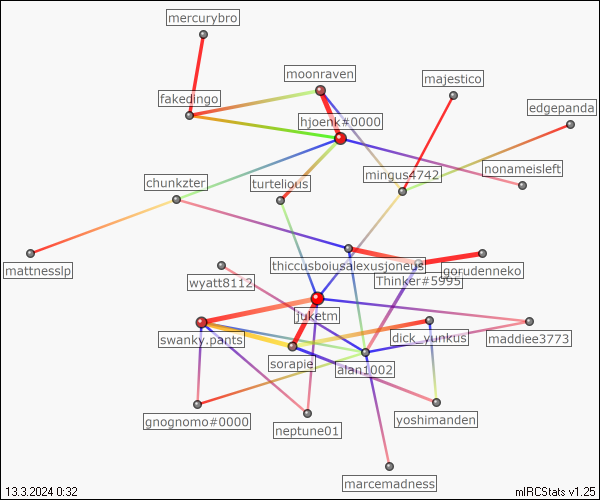 mercurybro
moonraven
majestico
fakedingo
edgepanda
hjoenk#0000
mingus4742
nonameisleft
chunkzter
turtelious
mattnesslp
thiccusboiusalexusjoneus
gorudenneko
wyatt8112
Thinker#5995
juketm
swanky.pants
dick_yunkus
maddiee3773
sorapie
alan1002
gnognomo#0000
neptune01
yoshimanden
marcemadness
13.3.2024 0:32
mIRCStats v1.25